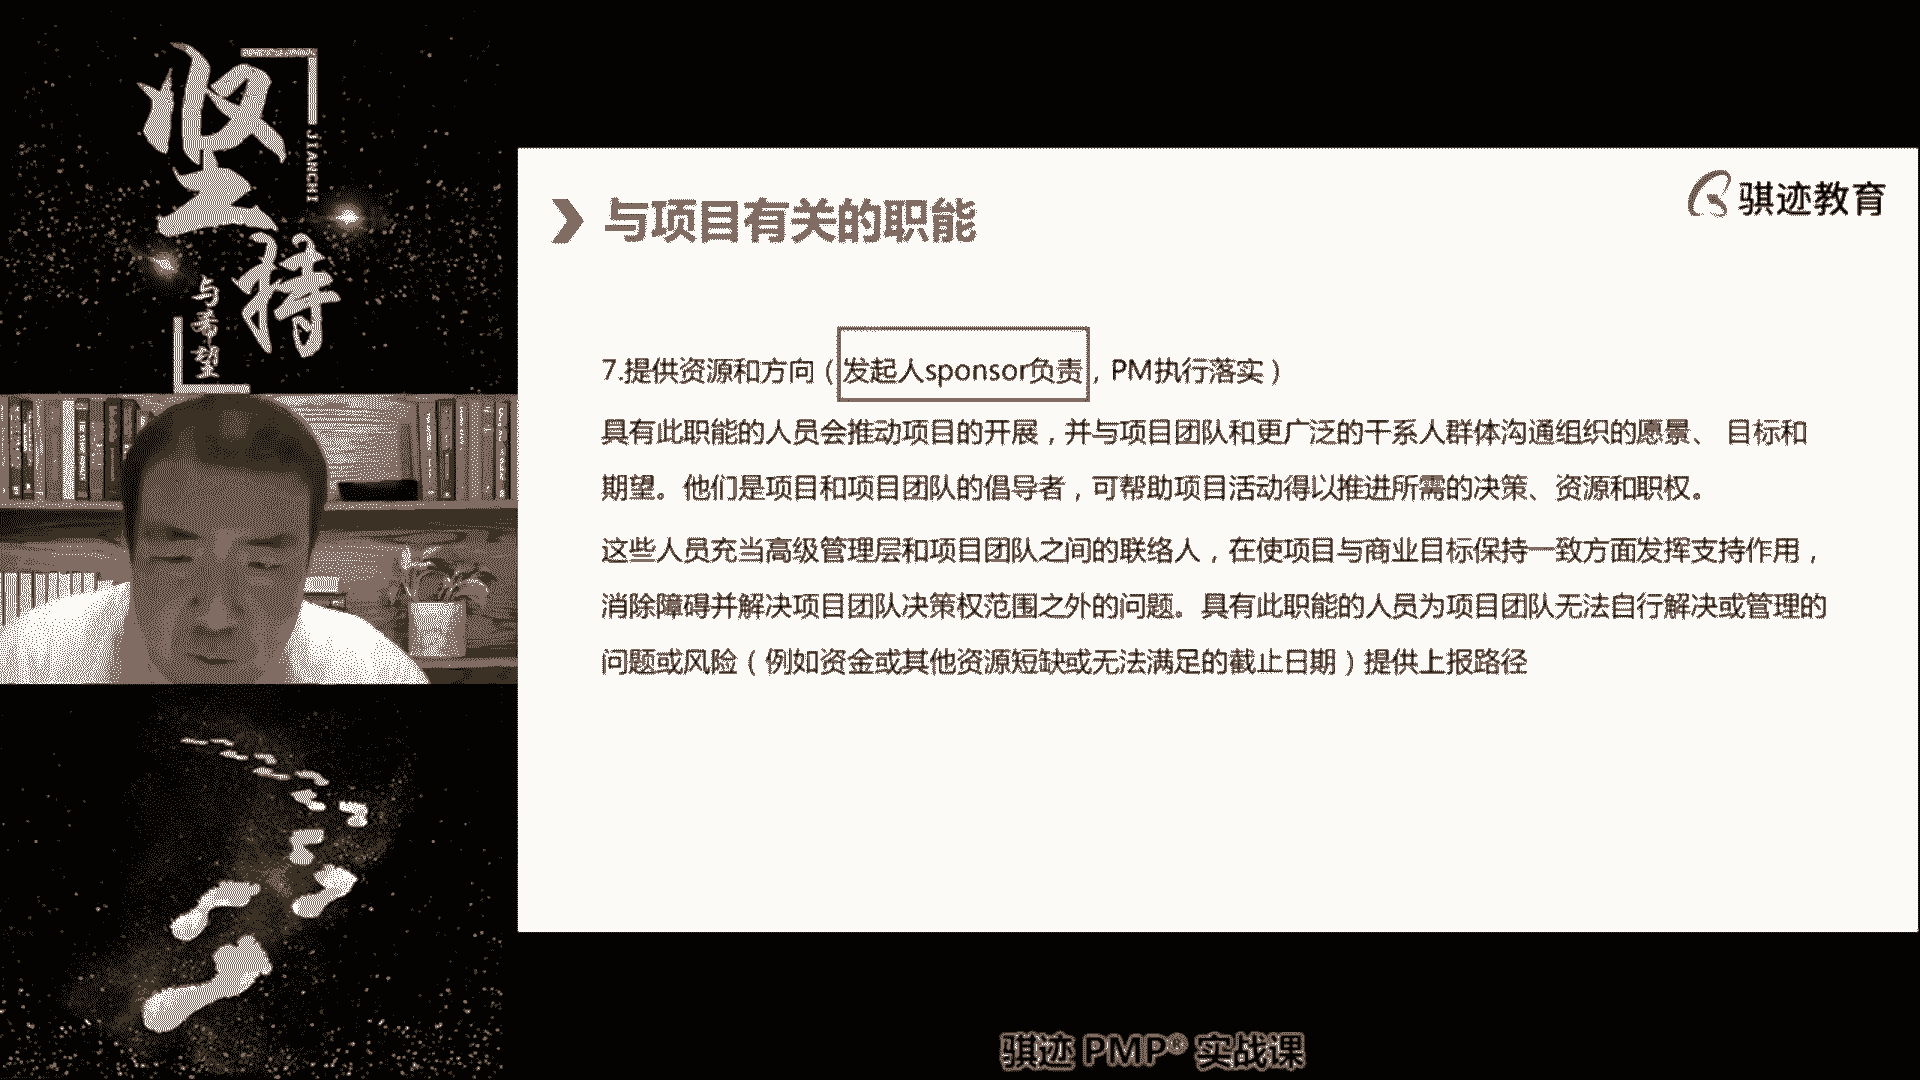 坚持
JIANCHI
与希望
骐迹教育
与项目有关的职能
7.提供资源和方向（发起人sponsor负责，PM执行落实）
具有此职能的人员会推动项目的开展，并与项目团队和更广泛的干系人群体沟通组织的愿景、 目标和
期望。他们是项目和项目团队的倡导者，可帮助项目活动得以推进所需的决策、资源和职权。
这些人员充当高级管理层和项目团队之间的联络人，在使项目与商业目标保持一致方面发挥支持作用，
消除障碍并解决项目团队决策权范围之外的问题。具有此职能的人员为项目团队无法自行解决或管理的
问题或风险（例如资金或其他资源短缺或无法满足的截止日期）提供上报路径
骐迹 PMP® 实战课